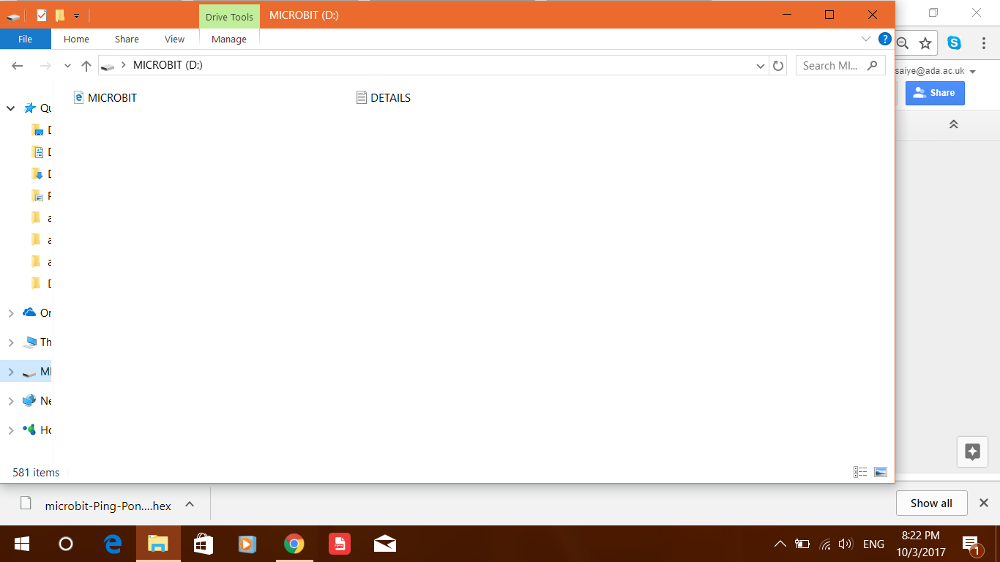 Drive Tools
MICROBIT (D:)
File
Home
Share
View
Manage
?
MICROBIT (D:)
Search MI...
saiye@ada.ac.uk
Share
MICROBIT
DETAILS
Qu
D
D
D
P
a
a
a
D
On
Th
MI
Ne
Ho
581 items
microbit-Ping-Pon....hex
Show all
ENG
8:22 PM
10/3/2017
1